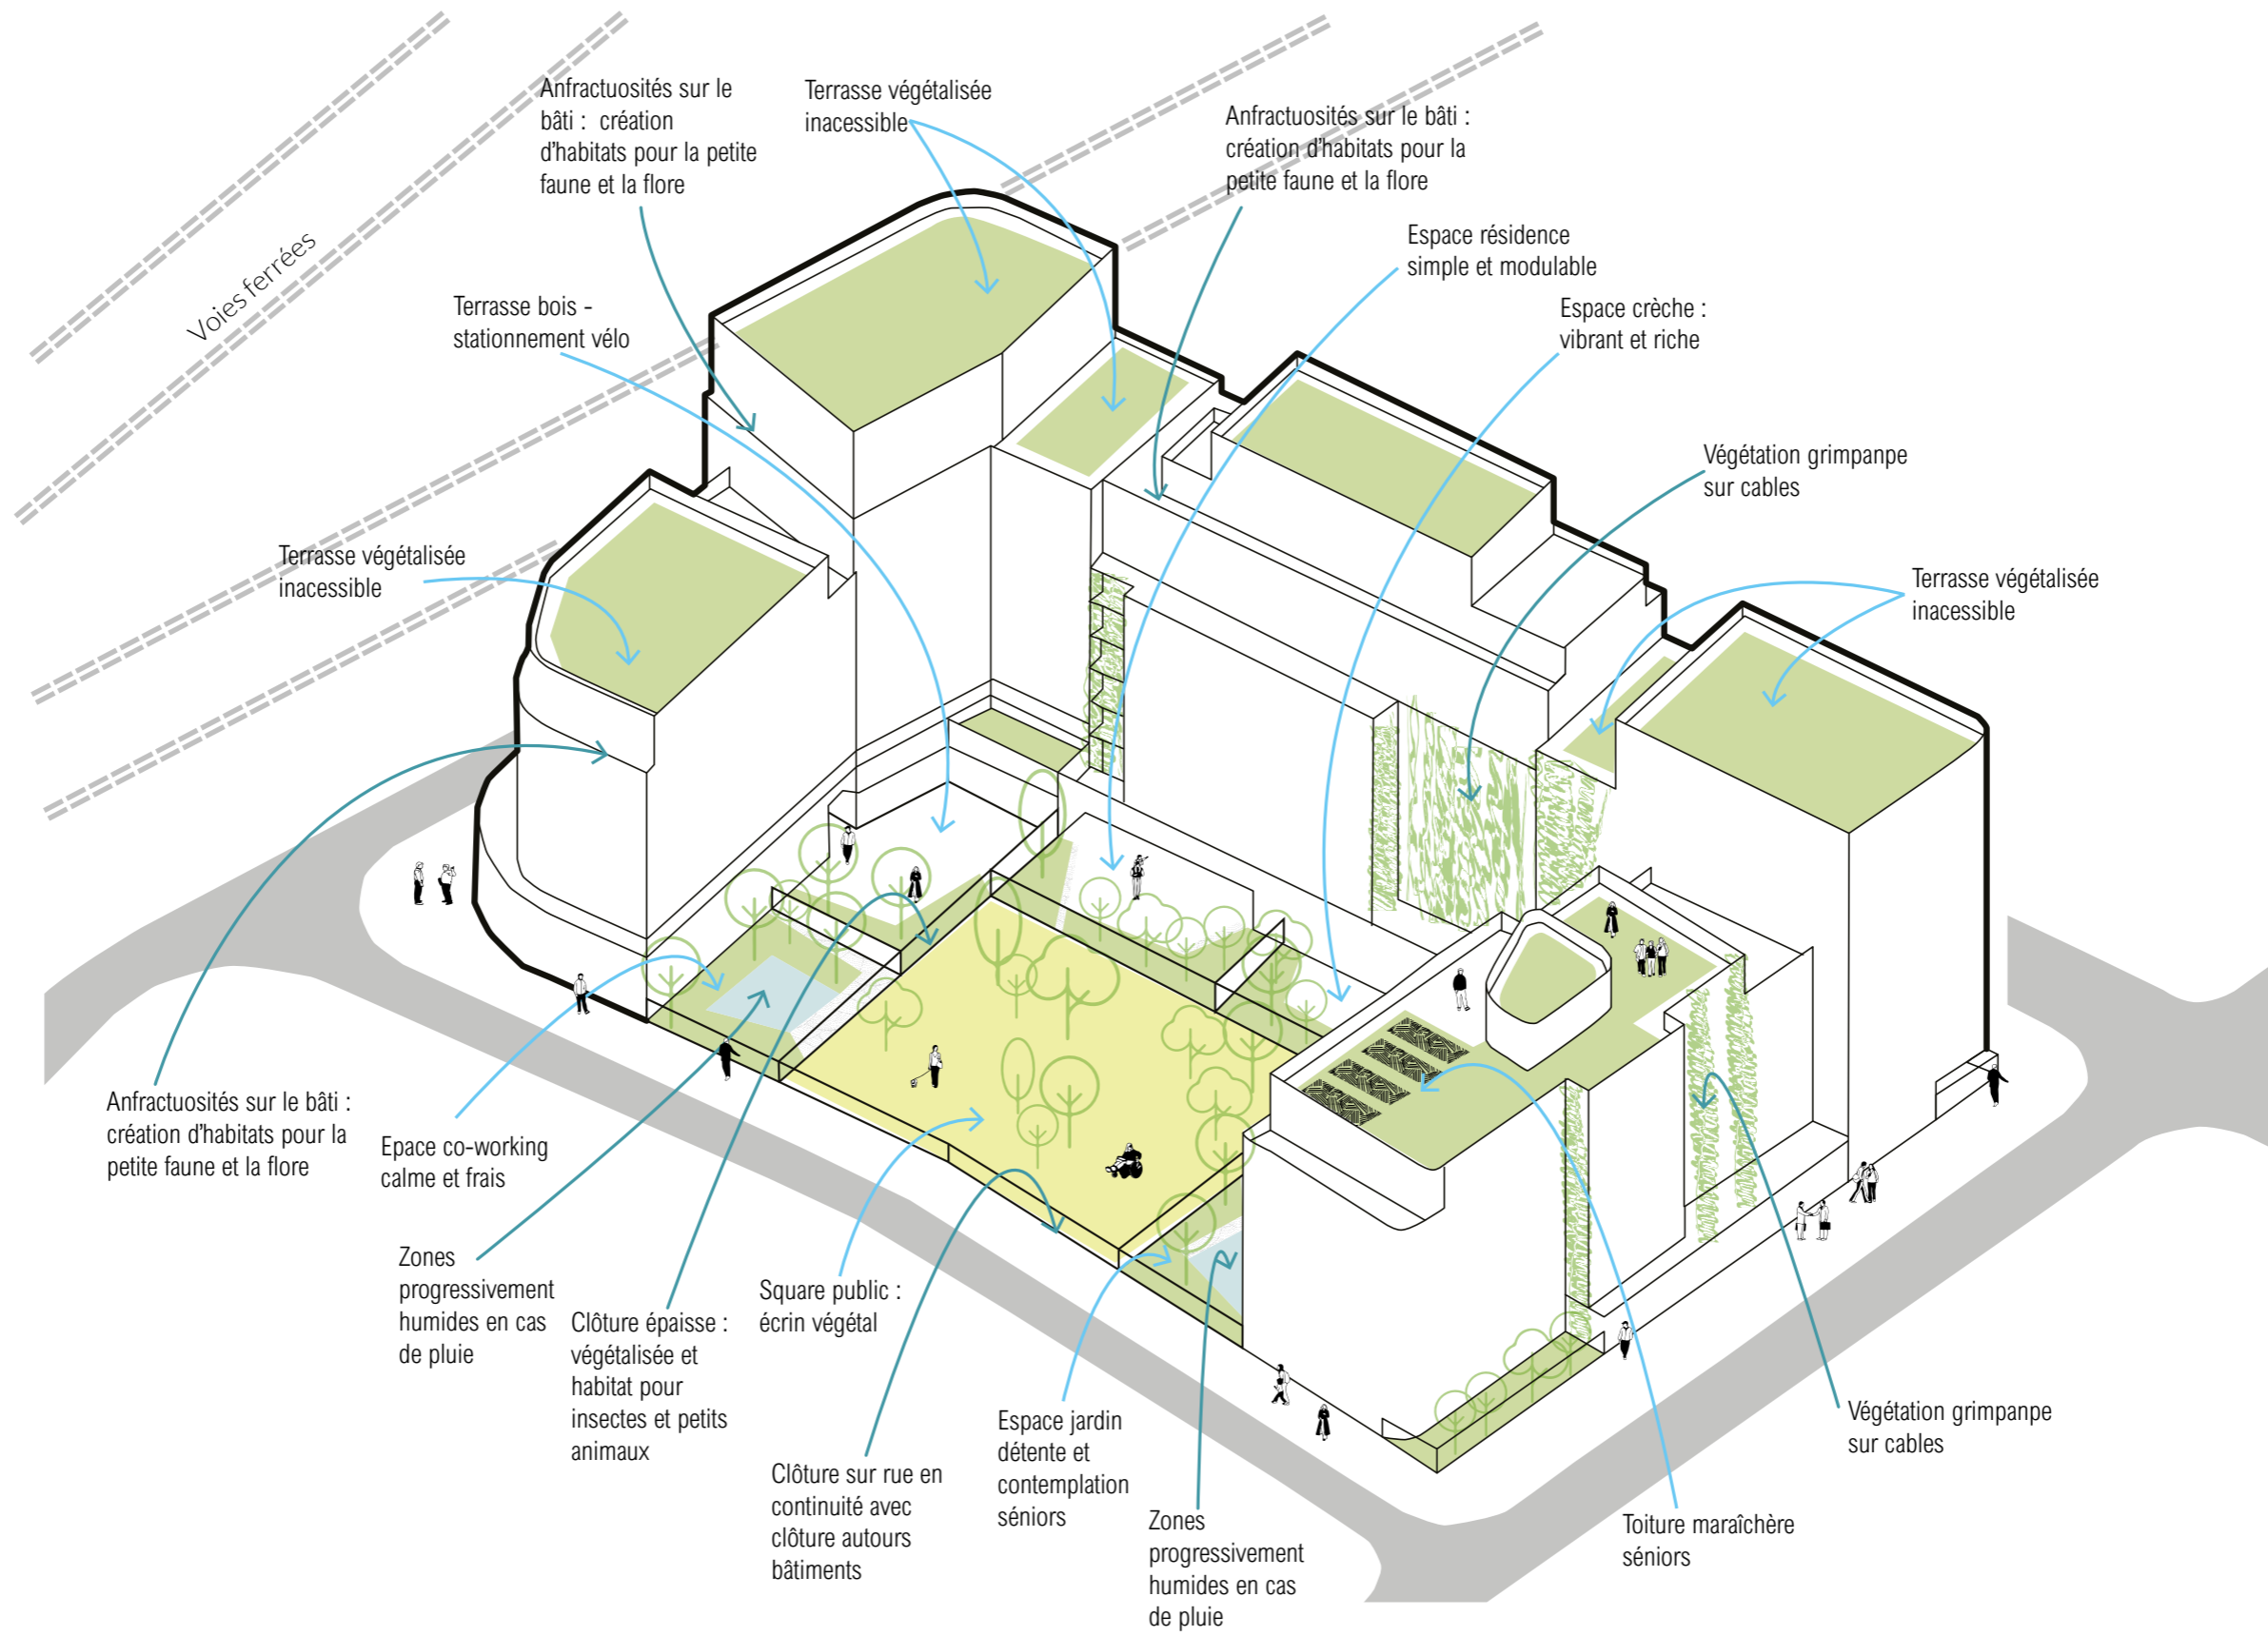 Anfractuosités sur le
bâti :  création
d'habitats pour la petite
faune et la flore
Terrasse végétalisée
inacessible
Anfractuosités sur le bâti :
création d'habitats pour la
petite faune et la flore
Espace résidence
simple et modulable
Espace crèche :
vibrant et riche
Voies ferrées
Terrasse bois -
stationnement vélo
Végétation grimpanpe
sur cables
Terrasse végétalisée
inacessible
Terrasse végétalisée
inacessible
Anfractuosités sur le bâti :
création d'habitats pour la
petite faune et la flore
Epace co-working
calme et frais
Zones
progressivement
humides en cas
de pluie
Clôture épaisse :
végétalisée et
habitat pour
insectes et petits
animaux
Square public :
écrin végétal
Clôture sur rue en
continuité avec
clôture autours
bâtiments
Espace jardin
détente et
contemplation
séniors
Zones
progressivement
humides en cas
de pluie
Toiture maraîchère
séniors
Végétation grimpanpe
sur cables